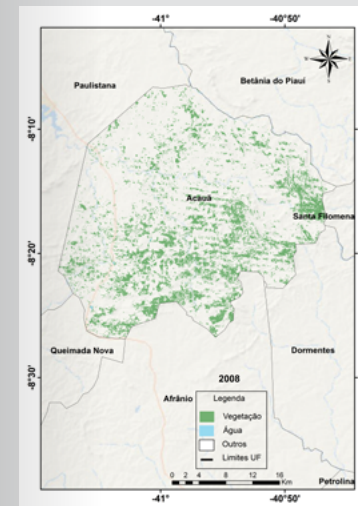 -41° -40°50'
Paulistana
Betânia do Piauí
-8°10'
Acauã
Santa Filomena
-8°20'
Queimada Nova
Dormentes
-8°30'
2008
Afrânio
Legenda
Vegetação
Água
Outros
Limites UF
0 2 4 8 12 16
Km
Petrolina
-41° -40°50'